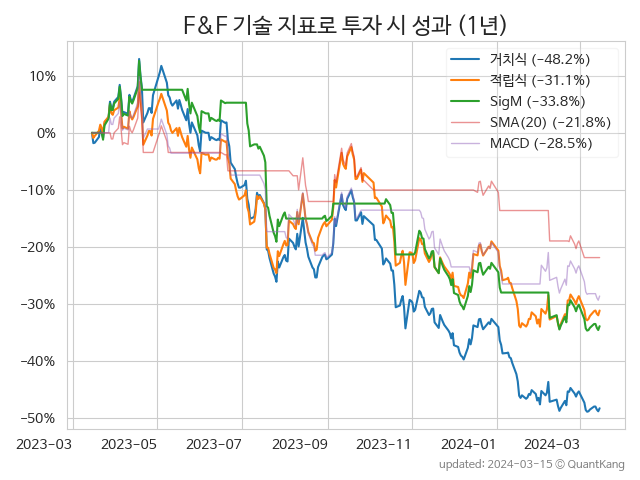 F&F 기술 지표로 투자 시 성과 (1년)
거치식 (−48.2%)
적립식 (−31.1%)
SigM (−33.8%)
SMA(20) (−21.8%)
MACD (−28.5%)
10%
0%
−10%
−20%
−30%
−40%
−50%
2023−03 2023−05 2023−07 2023−09 2023−11 2024−01 2024−03
updated: 2024−03−15 © QuantKang